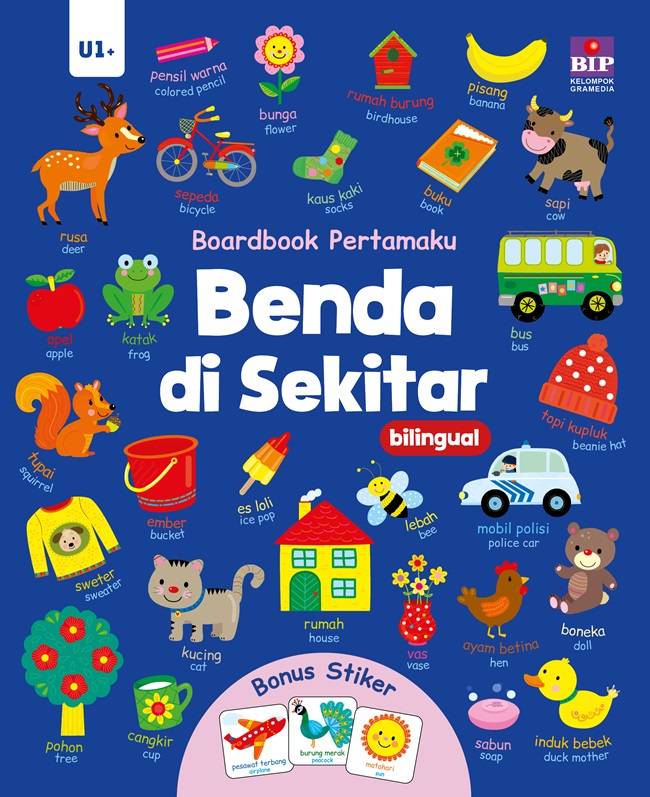 U1+
BIP
KELOMPOK
GRAMEDIA
pensil warna
colored pencil
bunga
flower
rumah burung
birdhouse
pisang
banana
sepeda
bicycle
kaus kaki
socks
buku
book
sapi
cow
rusa
deer
Boardbook Pertamaku
Benda
di Sekitar
bilingual
apel
apple
katak
frog
bus
bus
topi kupluk
beanie hat
tupai
squirrel
ember
bucket
es loli
ice pop
lebah
bee
mobil polisi
police car
sweter
sweater
kucing
cat
rumah
house
vas
vase
ayam betina
hen
boneka
doll
pohon
tree
cangkir
cup
Bonus Stiker
pesawat terbang
airplane
burung merak
peacock
matahari
sun
sabun
soap
induk bebek
duck mother